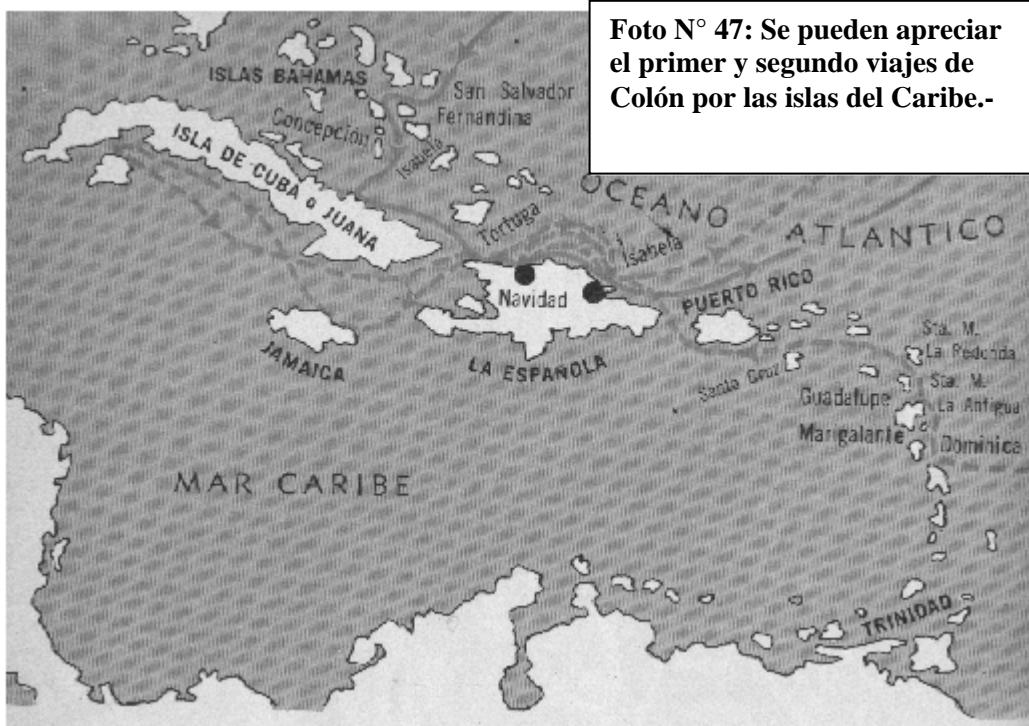 Foto N° 47: Se pueden apreciar
el primer y segundo viajes de
Colón por las islas del Caribe.-
ISLAS BAHAMAS
San Salvador
Concepción
Fernandina
Isabela
ISLA DE CUBA o JUANA
OCEANO
ATLANTICO
Tortuga
Isabela
Navidad
PUERTO RICO
JAMAICA
LA ESPAÑOLA
Santa Cruz
Sta. M.
La Redonda
Sta. M.
La Antigua
Guadalupe
Marigalante
Dominica
MAR CARIBE
TRINIDAD